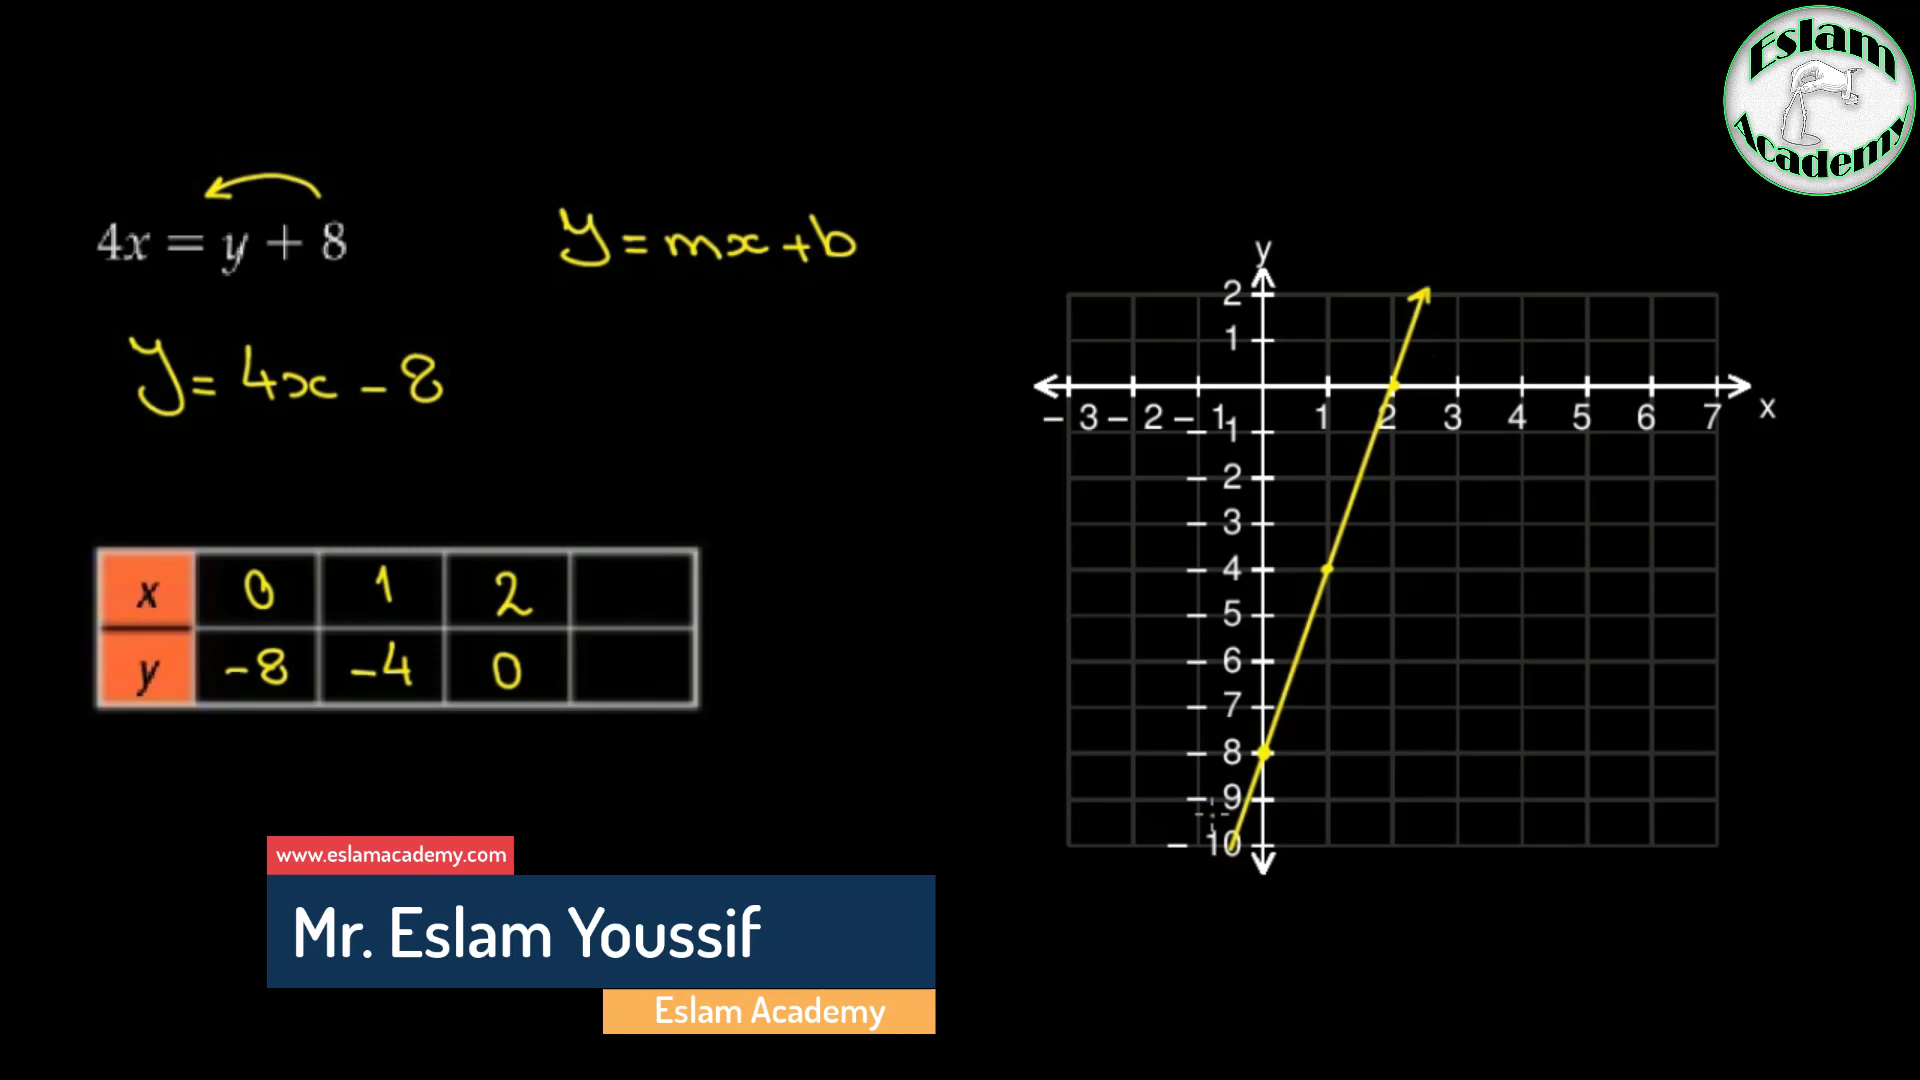 Eslam
Academy
4x = y + 8
y = mx + b
y = 4x - 8
x 0 1 2
y -8 -4 0
y
2
1
– 3 – 2 – 1 1 2 3 4 5 6 7 x
– 1
– 2
– 3
– 4
– 5
– 6
– 7
– 8
– 9
– 10
www.eslamacademy.com
Mr. Eslam Youssif
Eslam Academy